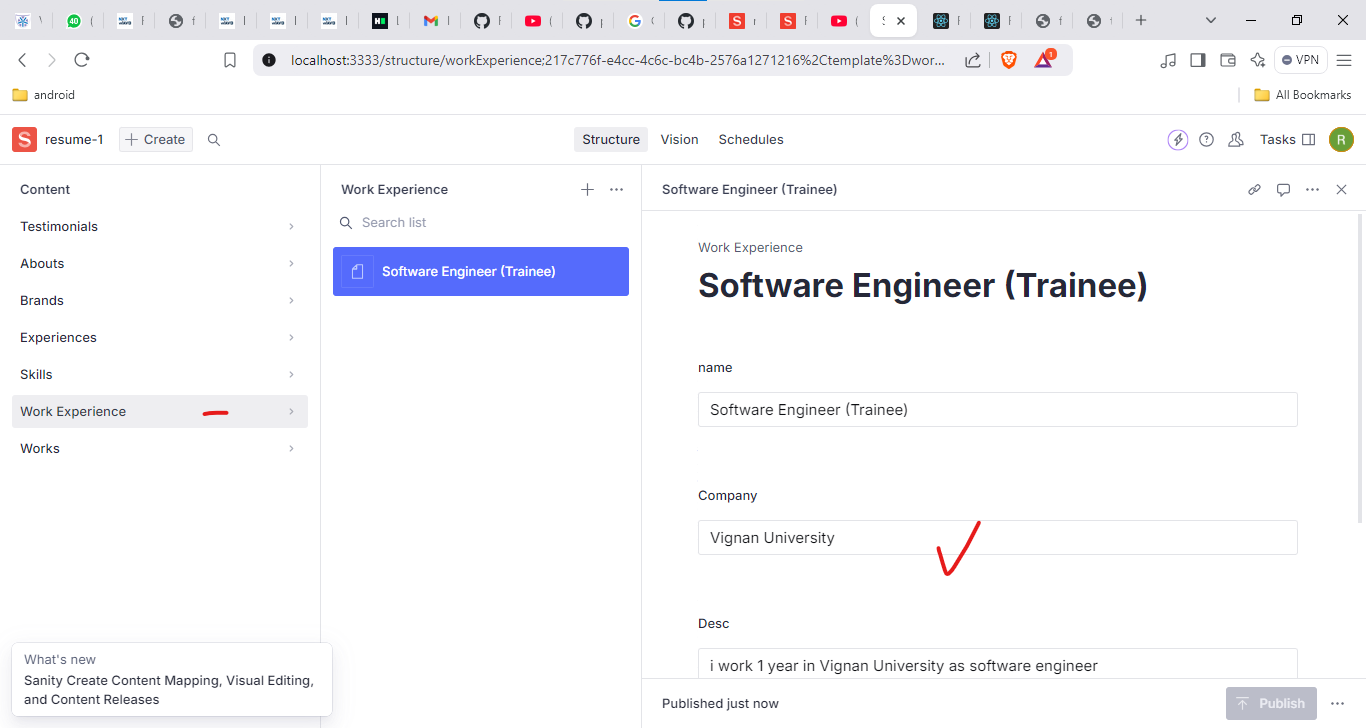 localhost:3333/structure/workExperience;217c776f-e4cc-4c6c-bc4b-2576a1271216%2Ctemplate%3Dwor...
1
VPN
android
All Bookmarks
S
resume-1
Create
Structure
Vision
Schedules
Tasks
R
Content
Testimonials
Abouts
Brands
Experiences
Skills
Work Experience
Works
What's new
Sanity Create Content Mapping, Visual Editing,
and Content Releases
Work Experience
Search list
Software Engineer (Trainee)
Software Engineer (Trainee)
Work Experience
Software Engineer (Trainee)
name
Software Engineer (Trainee)
Company
Vignan University
Desc
i work 1 year in Vignan University as software engineer
Published just now
Publish